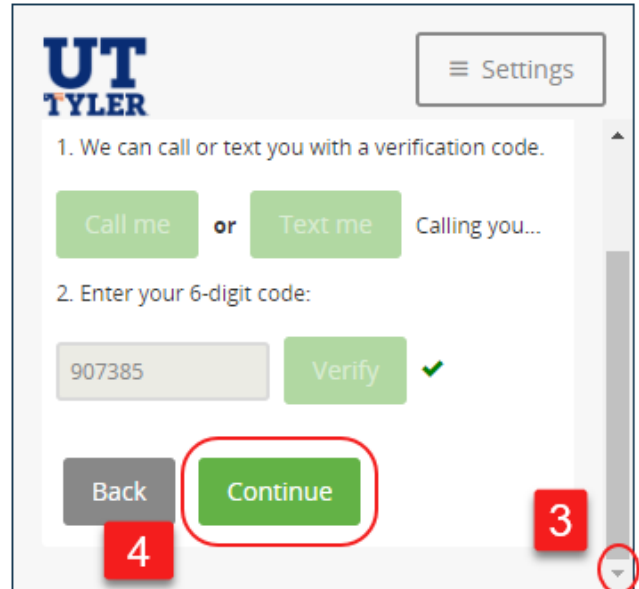 UT
TYLER
≡ Settings
1. We can call or text you with a verification code.
Call me or Text me Calling you...
2. Enter your 6-digit code:
907385 Verify ✔
Back Continue
3
4